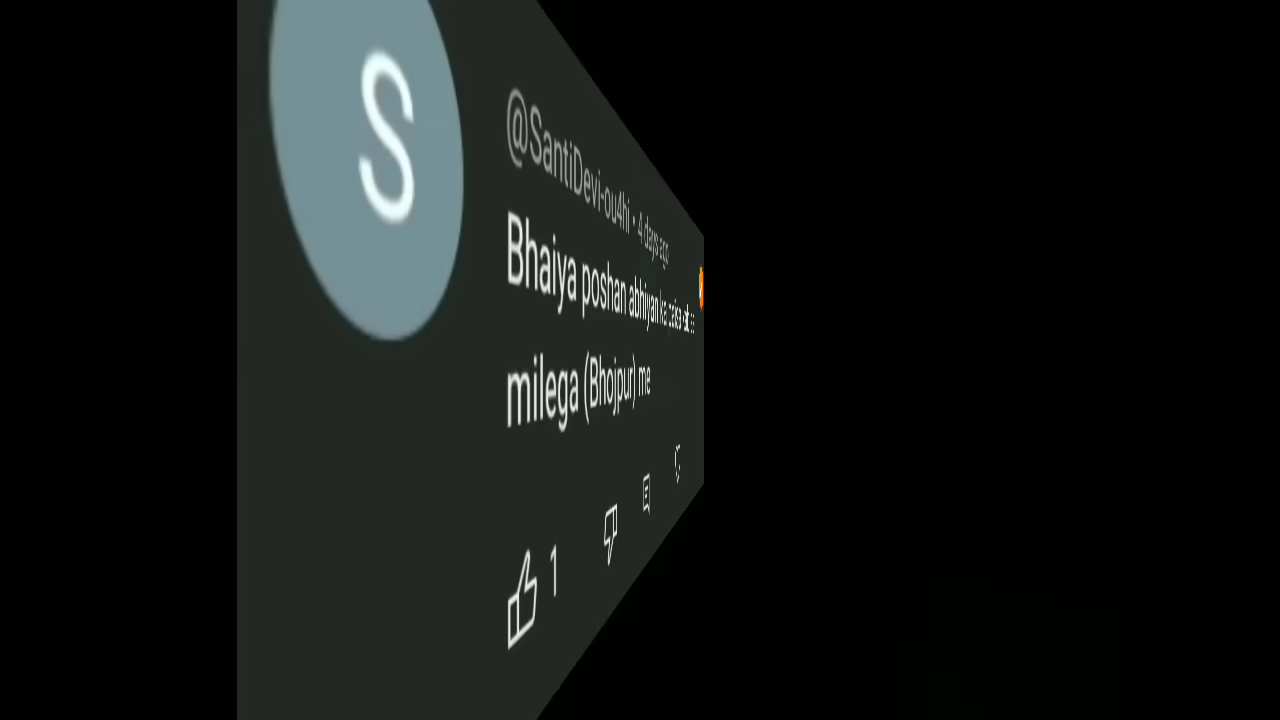 S
@SantiDevi-ou4hi • 4 days ago
Bhaiya poshan abhiyan ka
milega (Bhojpur) me
1